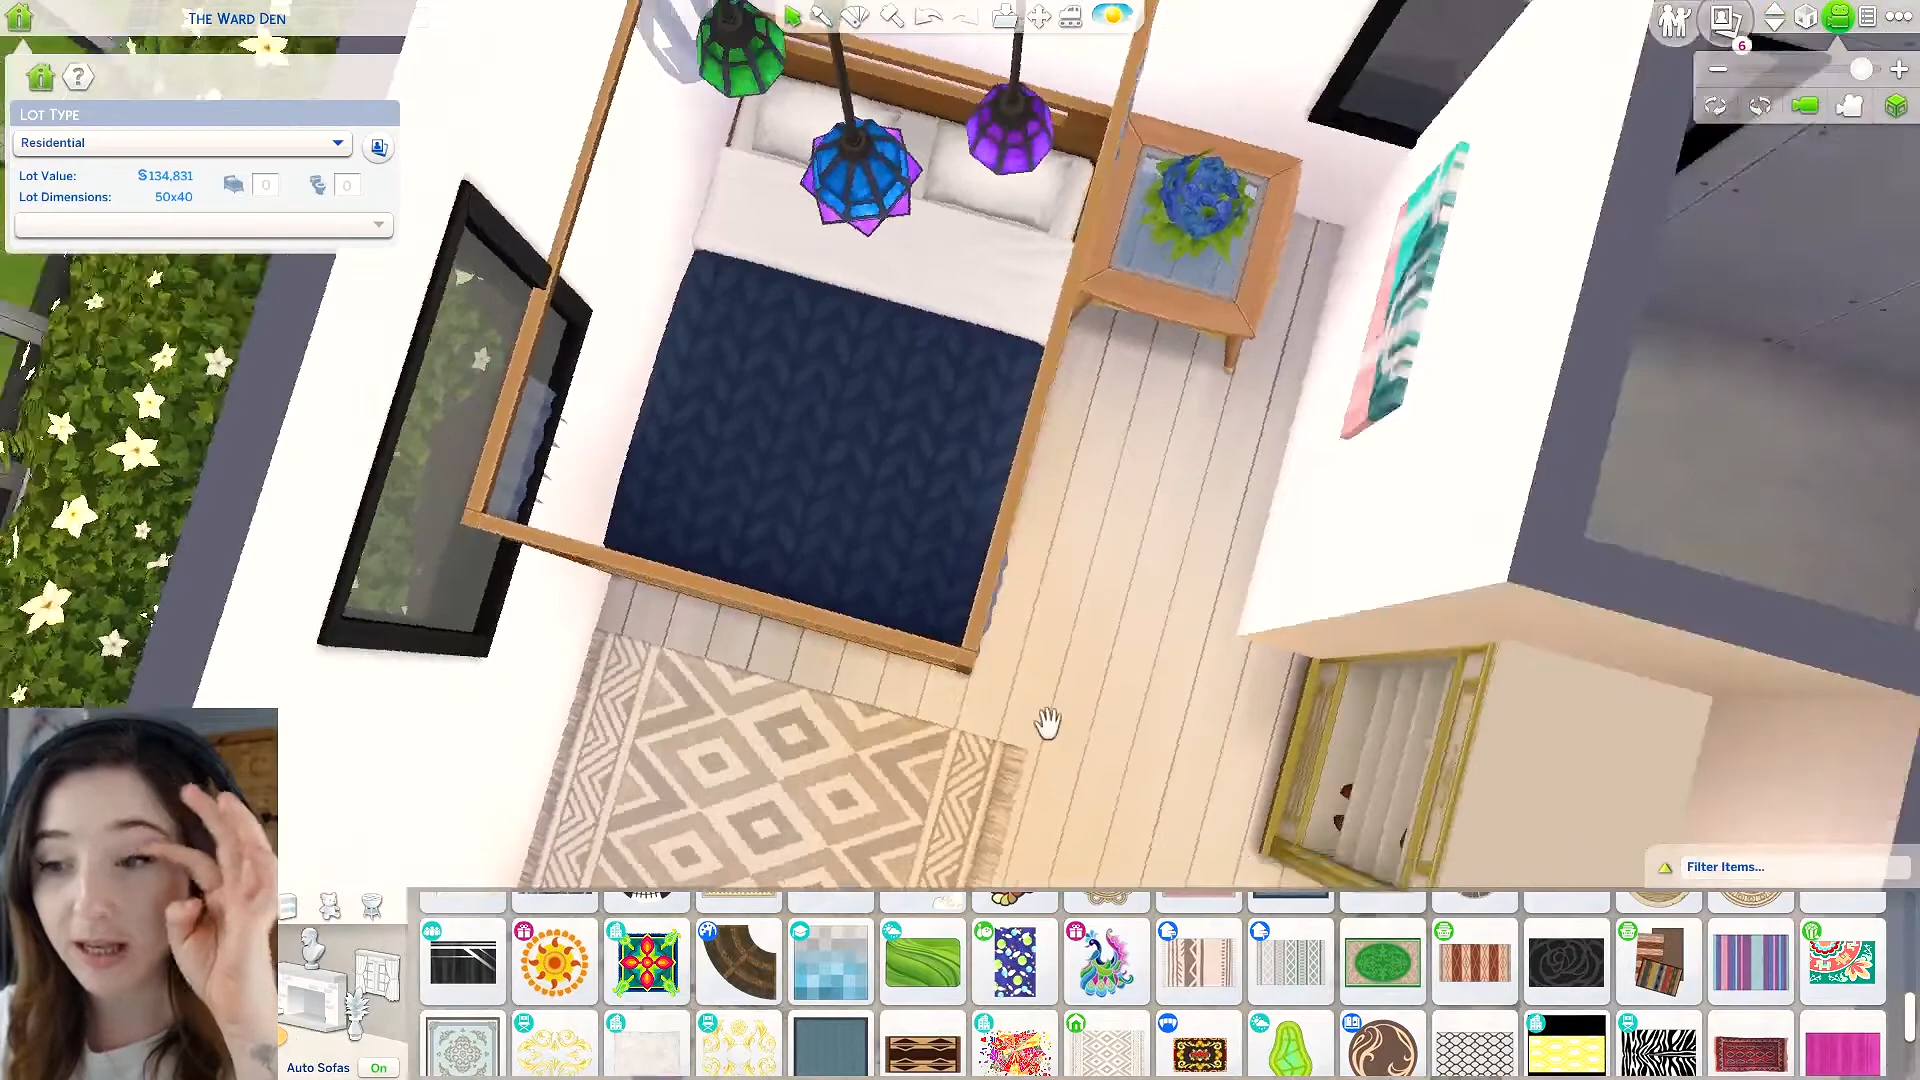 The Ward Den
6
?
Lot Type
Residential
Lot Value: §134,831
0
0
Lot Dimensions: 50x40
Filter Items...
Auto Sofas On